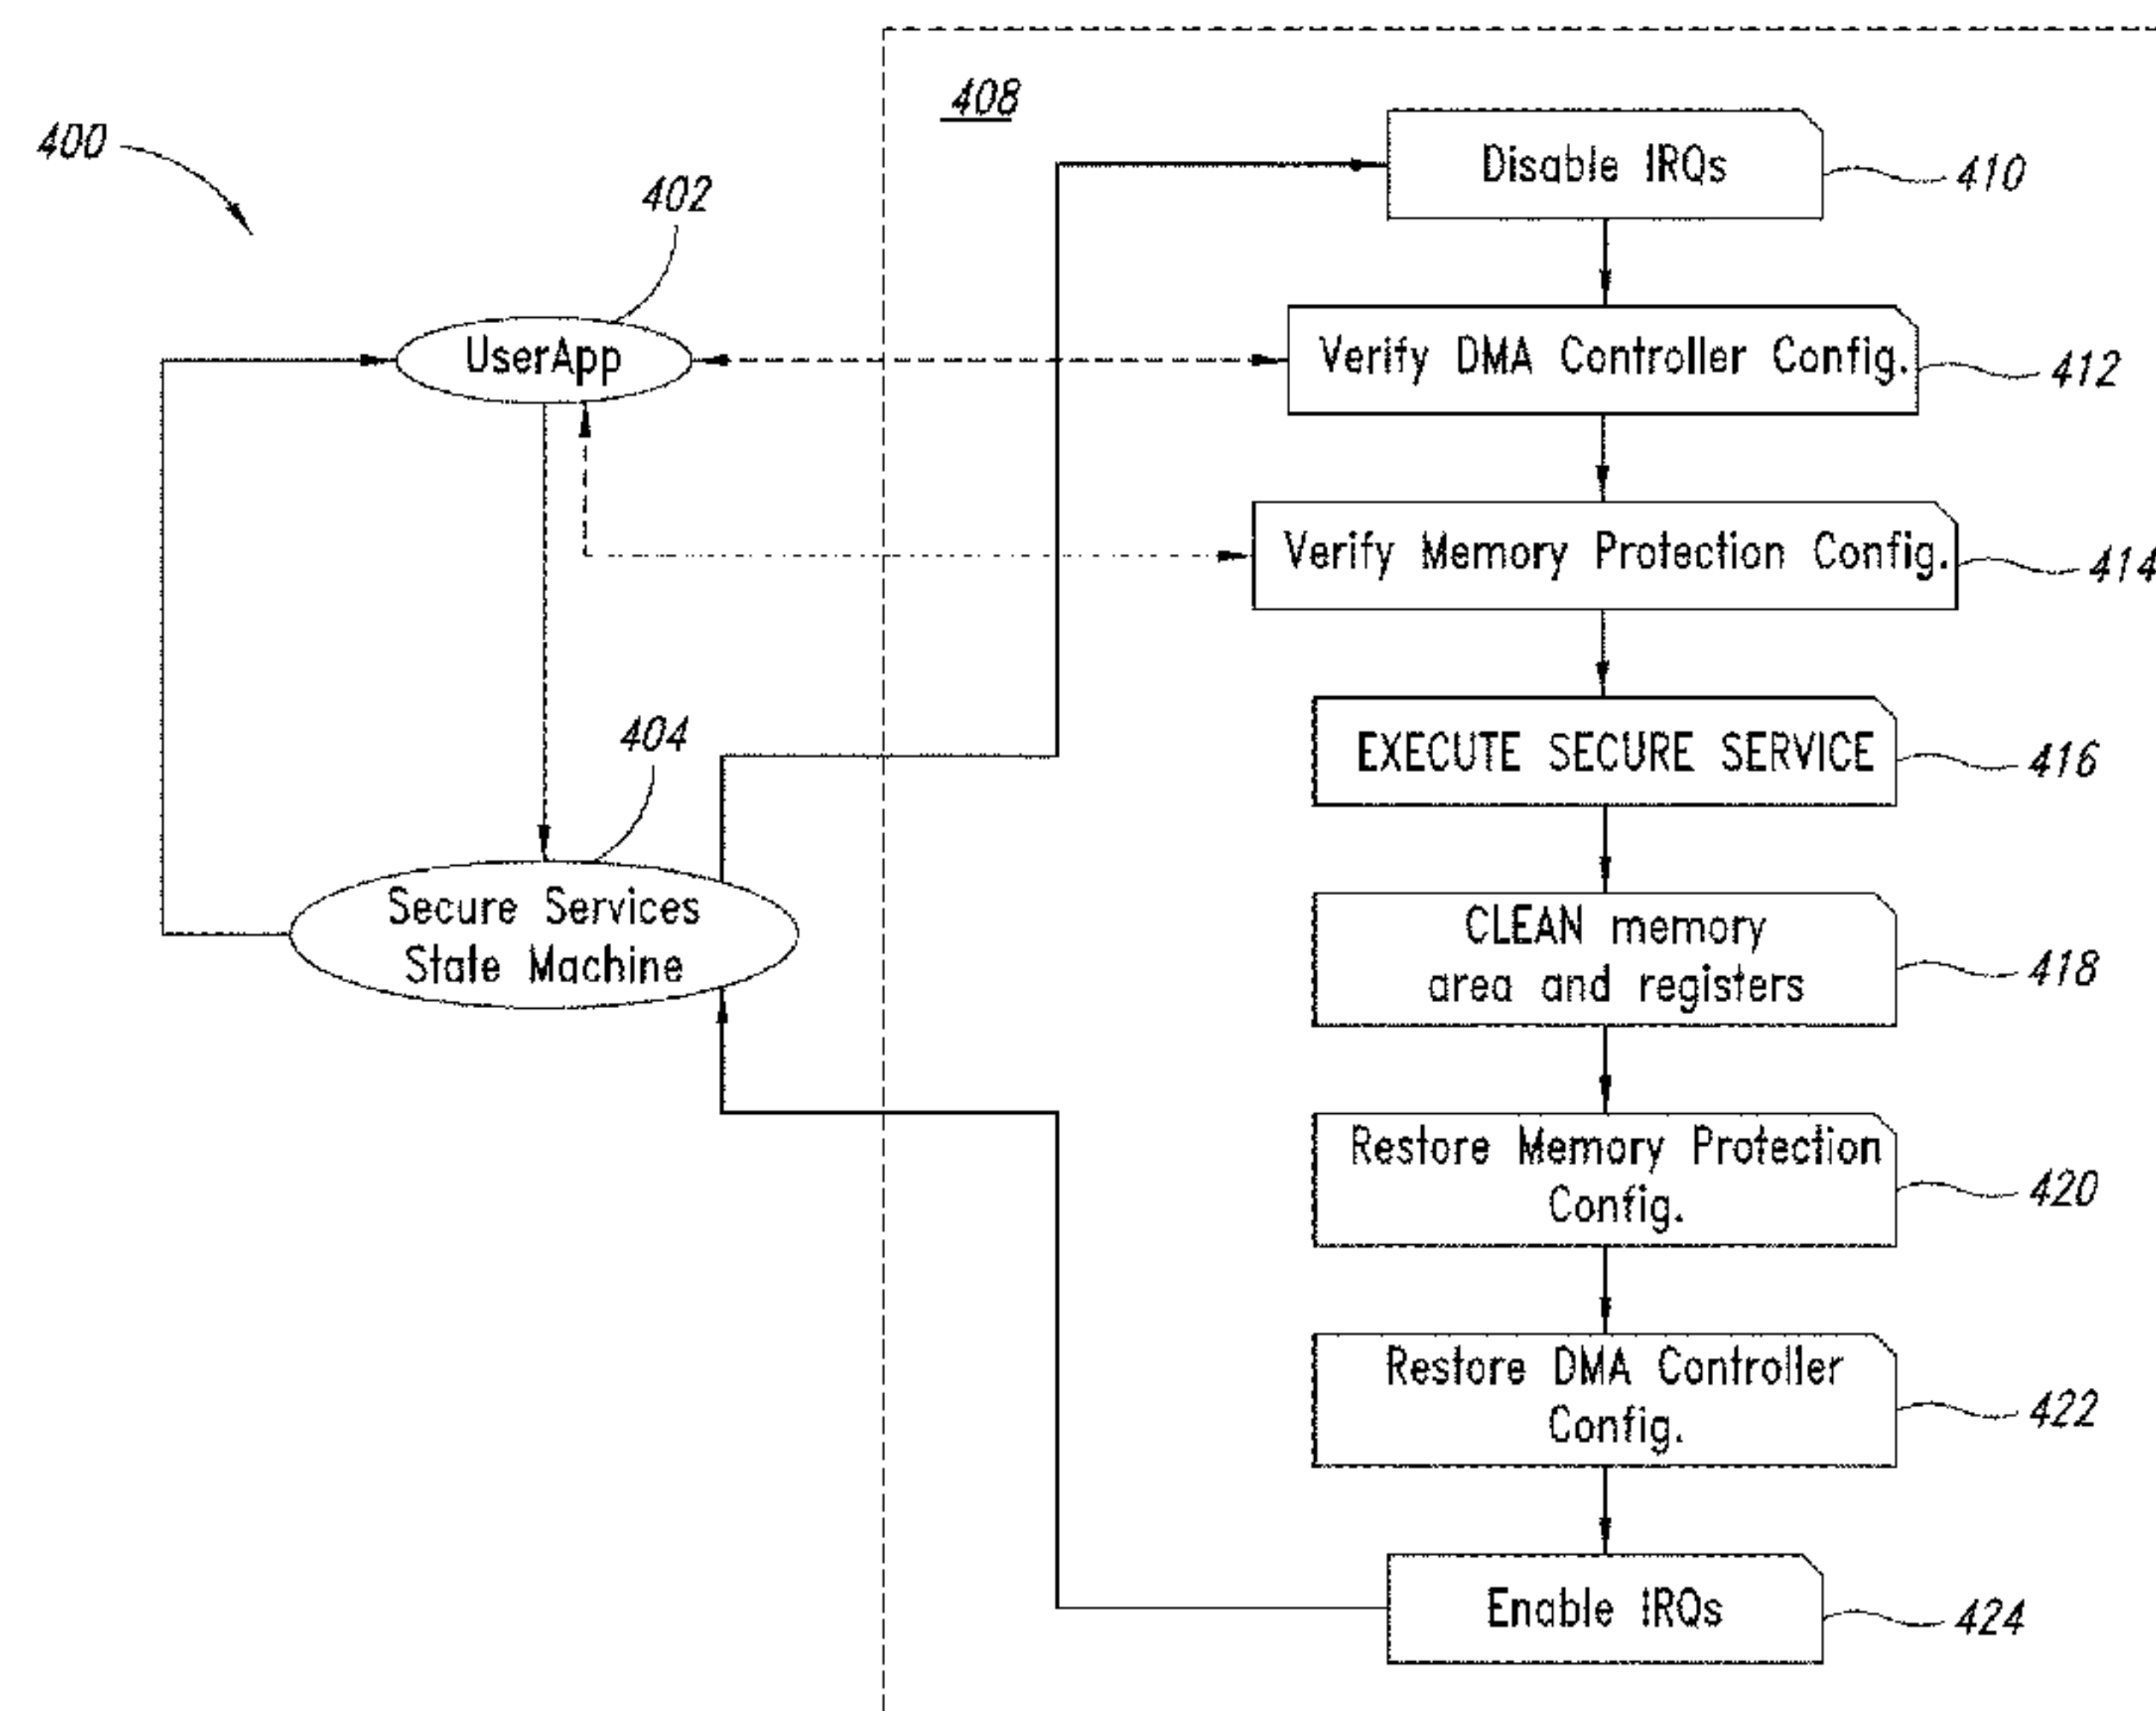 408
400
Disable IRQs
410
402
UserApp
Verify DMA Controller Config.
412
Verify Memory Protection Config.
414
404
EXECUTE SECURE SERVICE
416
Secure Services
State Machine
CLEAN memory
area and registers
418
Restore Memory Protection
Config.
420
Restore DMA Controller
Config.
422
Enable IRQs
424